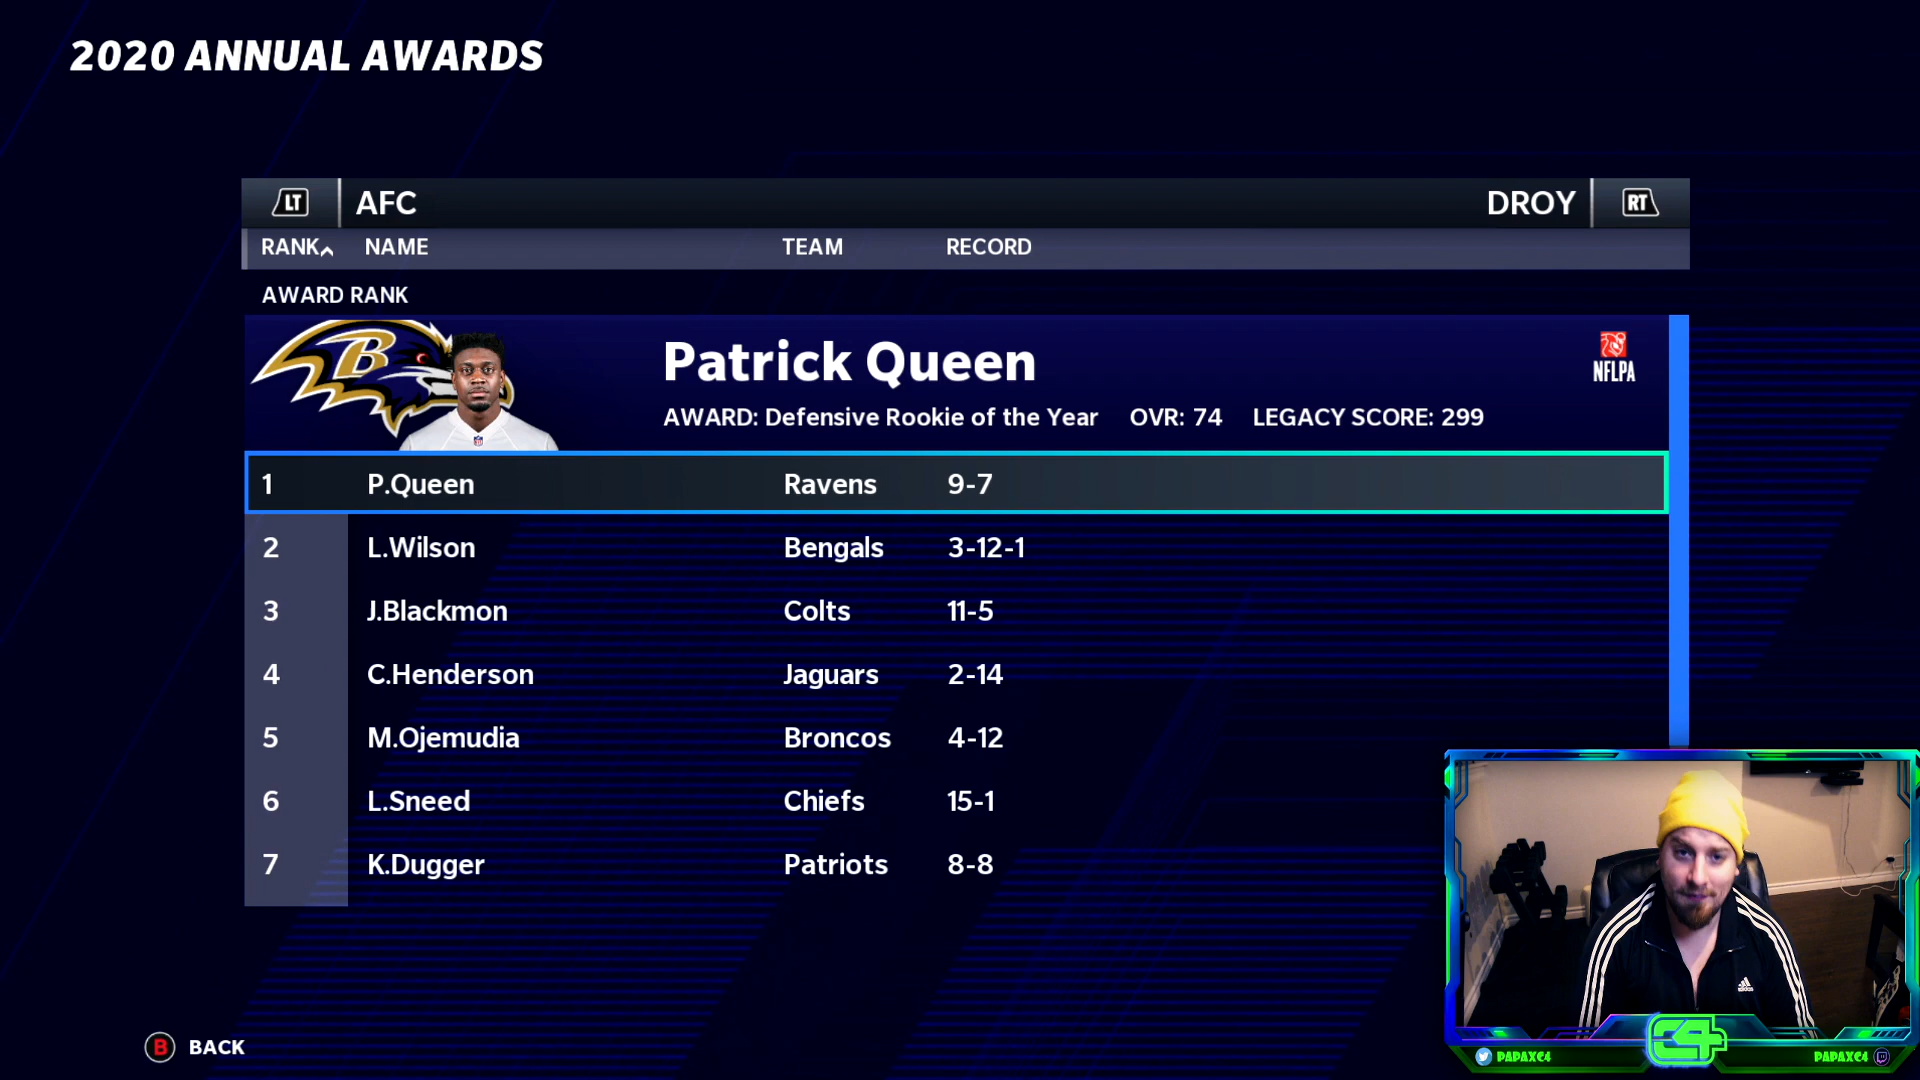 2020 ANNUAL AWARDS
LT AFC DROY RT
RANK NAME TEAM RECORD
AWARD RANK
B
Patrick Queen
NFLPA
AWARD: Defensive Rookie of the Year OVR: 74 LEGACY SCORE: 299
1 P.Queen Ravens 9-7
2 L.Wilson Bengals 3-12-1
3 J.Blackmon Colts 11-5
4 C.Henderson Jaguars 2-14
5 M.Ojemudia Broncos 4-12
6 L.Sneed Chiefs 15-1
7 K.Dugger Patriots 8-8
adidas
B BACK
PAPAXC4 C4 PAPAXC4